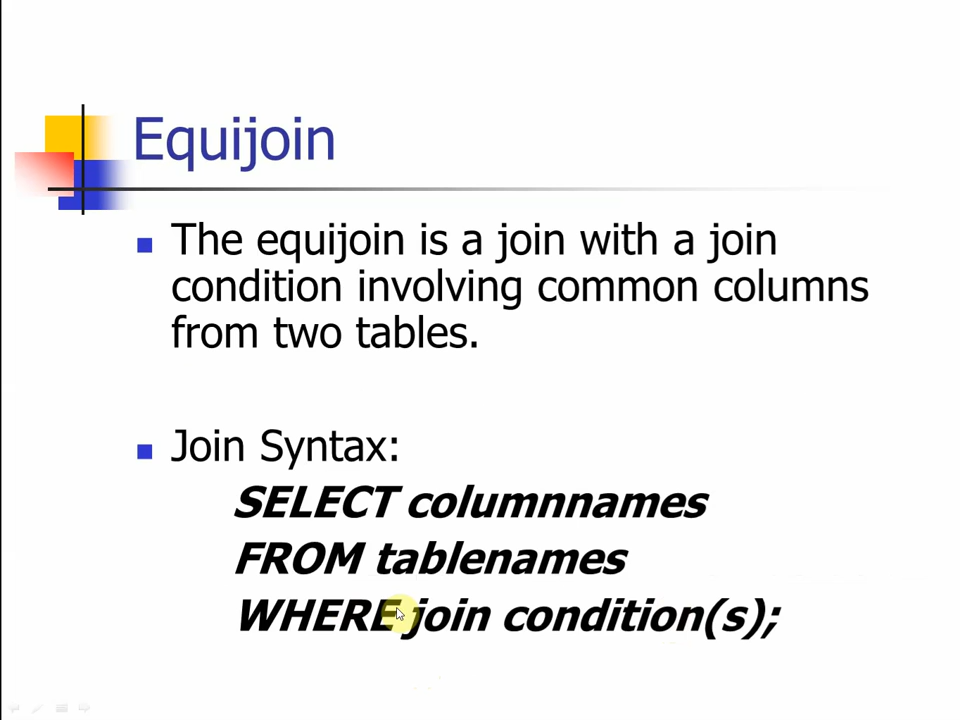 Equijoin
The equijoin is a join with a join
condition involving common columns
from two tables.
Join Syntax:
SELECT columnnames
FROM tablenames
WHERE join condition(s);